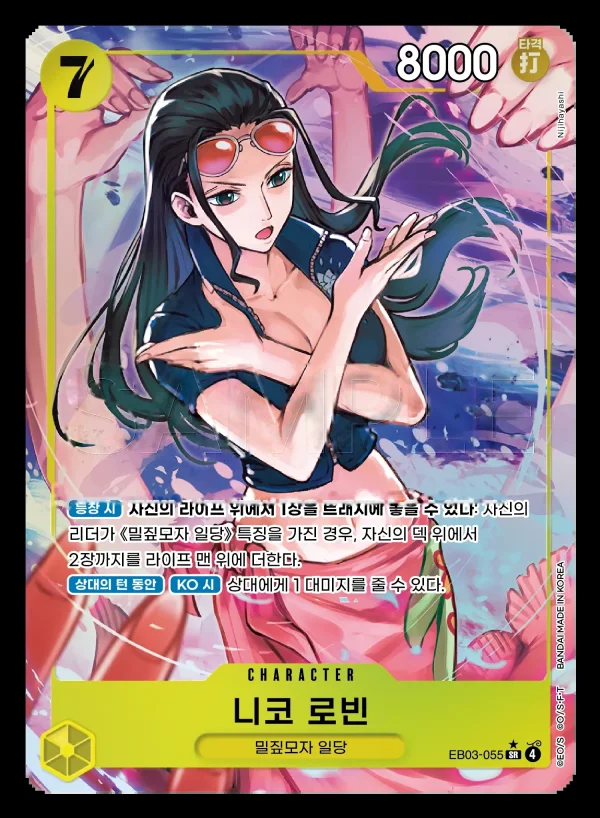 7
8000
타격
打
Nijihayashi
SAMPLE
등장 시 자신의 라이프 위에서 1장을 트래시에 놓을 수 있다: 자신의
리더가 《밀짚모자 일당》 특징을 가진 경우, 자신의 덱 위에서
2장까지를 라이프 맨 위에 더한다.
상대의 턴 동안 KO 시 상대에게 1 대미지를 줄 수 있다.
CHARACTER
니코 로빈
밀짚모자 일당
EB03-055 ★ SR 4
©EO/S ©O/S·F·T BANDAI MADE IN KOREA